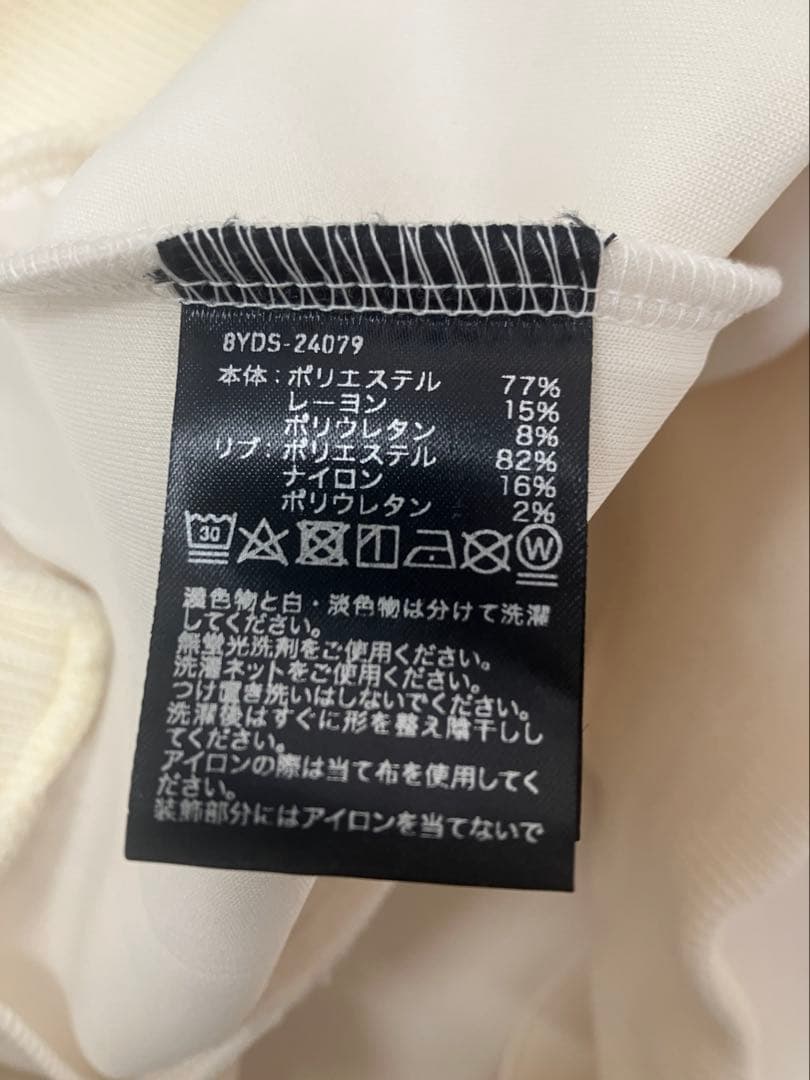 8YDS-24079
本体：ポリエステル 77%
レーヨン 15%
ポリウレタン 8%
リブ：ポリエステル 82%
ナイロン 16%
ポリウレタン 2%
30 W
濃色物と白・淡色物は分けて洗濯
してください。
無蛍光洗剤をご使用ください。
洗濯ネットをご使用ください。
つけ置き洗いはしないでください。
洗濯後はすぐに形を整え陰干しし
てください。
アイロンの際は当て布を使用してく
ださい。
装飾部分にはアイロンを当てないで